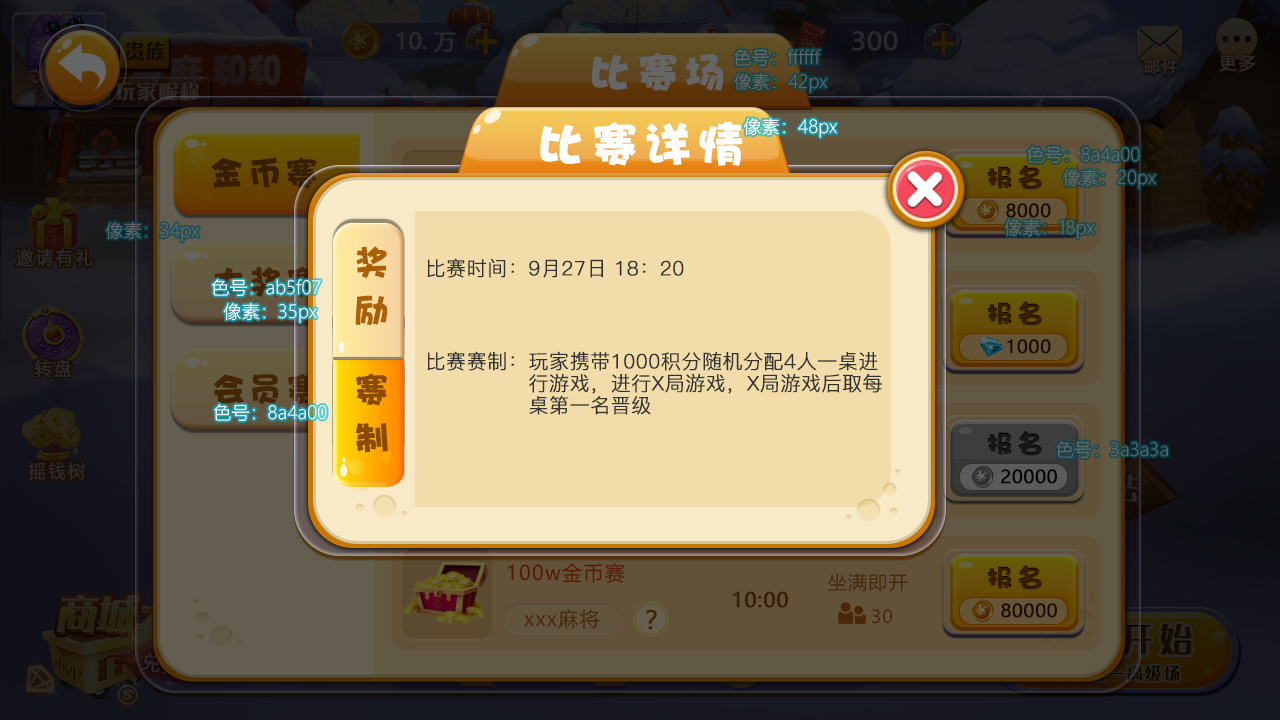 贵族
10.万
300
邮件
更多
玩家昵称
比赛场
色号：ffffff
像素：42px
比赛详情
像素：48px
金币赛
像素：34px
大奖赛
色号：ab5f07
像素：35px
会员赛
色号：8a4a00
邀请有礼
转盘
摇钱树
商城
shop
奖励
赛制
比赛时间：9月27日 18：20
比赛赛制：玩家携带1000积分随机分配4人一桌进
行游戏，进行X局游戏，X局游戏后取每
桌第一名晋级
色号：8a4a00
报名
像素：20px
8000
像素：18px
报名
1000
报名
色号：3a3a3a
20000
100w金币赛
xxx麻将
?
10:00
坐满即开
30
报名
80000
开始
高级场